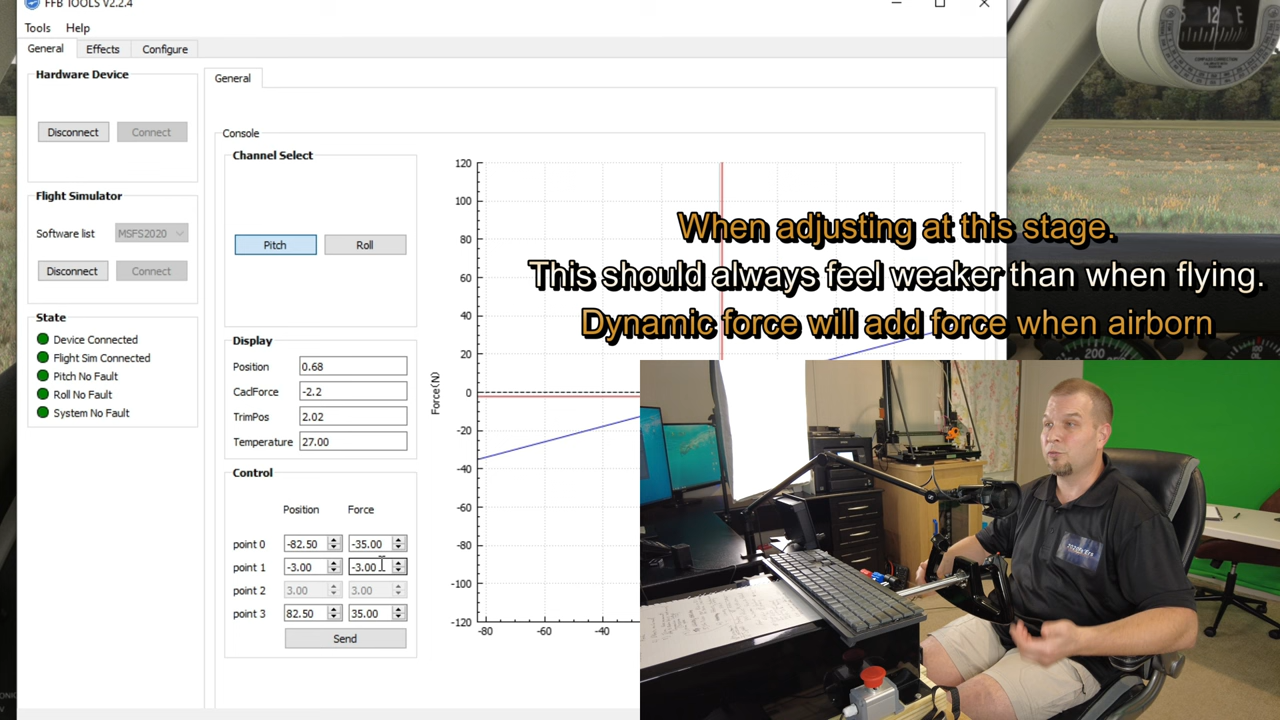 FFB TOOLS V2.2.4
Tools Help
General Effects Configure
Hardware Device
Disconnect Connect
Flight Simulator
Software list MSFS2020
Disconnect Connect
State
Device Connected
Flight Sim Connected
Pitch No Fault
Roll No Fault
System No Fault
General
Console
Channel Select
Pitch Roll
Display
Position 0.68
CaclForce -2.2
TrimPos 2.02
Temperature 27.00
Control
Position Force
point 0 -82.50 -35.00
point 1 -3.00 -3.00
point 2 3.00 3.00
point 3 82.50 35.00
Send
Force(N)
120
100
80
60
40
20
0
-20
-40
-60
-80
-100
-120
-80 -60 -40
When adjusting at this stage.
This should always feel weaker than when flying.
Dynamic force will add force when airborn
S 12 E
200
100